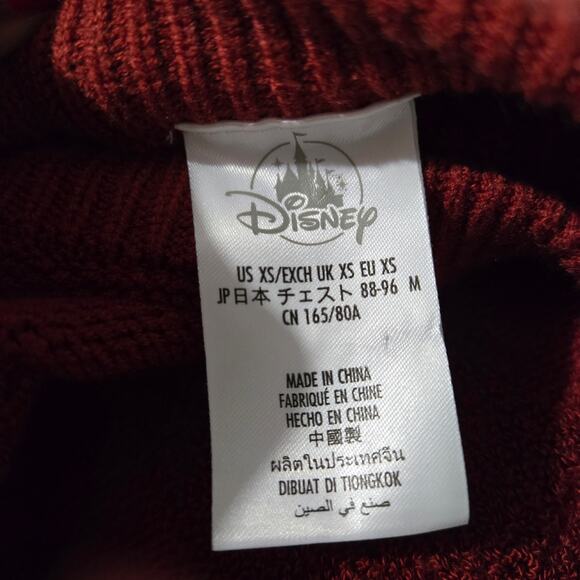 Disney
US XS/EXCH UK XS EU XS
JP日本 チェスト 88-96 M
CN 165/80A
MADE IN CHINA
FABRIQUÉ EN CHINE
HECHO EN CHINA
中國製
ผลิตในประเทศจีน
DIBUAT DI TIONGKOK
صنع في الصين